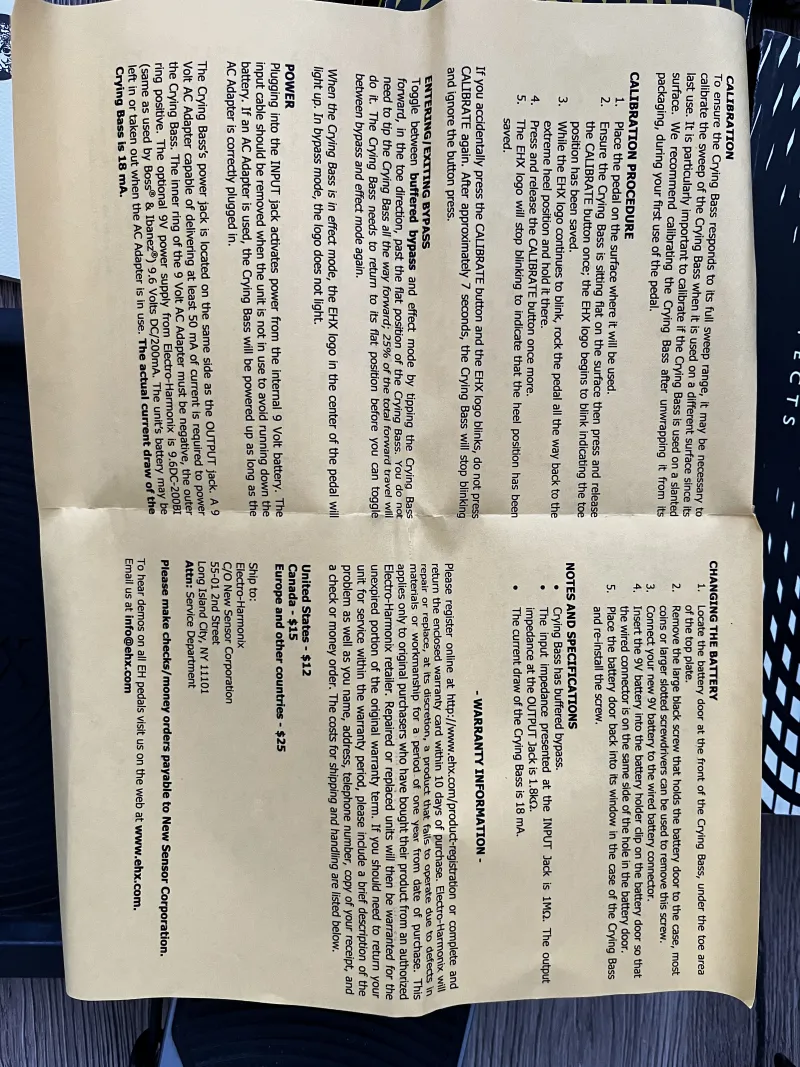 CALIBRATION
To ensure the Crying Bass responds to its full sweep range, it may be necessary to
calibrate the sweep of the Crying Bass when it is used on a different surface since its
last use. It is particularly important to calibrate if the Crying Bass is used on a slanted
surface. We recommend calibrating the Crying Bass after unwrapping it from its
packaging, during your first use of the pedal.
CALIBRATION PROCEDURE
1. Place the pedal on the surface where it will be used.
2. Ensure the Crying Bass is sitting flat on the surface then press and release
the CALIBRATE button once; the EHX logo begins to blink indicating the toe
position has been saved.
3. While the EHX logo continues to blink, rock the pedal all the way back to the
extreme heel position and hold it there.
4. Press and release the CALIBRATE button once more.
5. The EHX logo will stop blinking to indicate that the heel position has been
saved.
If you accidentally press the CALIBRATE button and the EHX logo blinks, do not press
CALIBRATE again. After approximately 7 seconds, the Crying Bass will stop blinking
and ignore the button press.
ENTERING/EXITING BYPASS
Toggle between buffered bypass and effect mode by tipping the Crying Bass
forward, in the toe direction, past the flat position of the Crying Bass. You do not
need to tip the Crying Bass all the way forward; 25% of the total forward travel will
do it. The Crying Bass needs to return to its flat position before you can toggle
between bypass and effect mode again.
When the Crying Bass is in effect mode, the EHX logo in the center of the pedal will
light up. In bypass mode, the logo does not light.
POWER
Plugging into the INPUT jack activates power from the internal 9 Volt battery. The
input cable should be removed when the unit is not in use to avoid running down the
battery. If an AC Adapter is used, the Crying Bass will be powered up as long as the
AC Adapter is correctly plugged in.
The Crying Bass's power jack is located on the same side as the OUTPUT jack. A 9
Volt AC Adapter capable of delivering at least 50 mA of current is required to power
the Crying Bass. The inner ring of the 9 Volt AC Adapter must be negative, the outer
ring positive. The optional 9V power supply from Electro-Harmonix is 9.6DC-200BI
(same as used by Boss® & Ibanez®) 9.6 Volts DC/200mA. The unit's battery may be
left in or taken out when the AC Adapter is in use. The actual current draw of the
Crying Bass is 18 mA.
CHANGING THE BATTERY
1. Locate the battery door at the front of the Crying Bass, under the toe area
of the top plate.
2. Remove the large black screw that holds the battery door to the case, most
coins or larger slotted screwdrivers can be used to remove this screw.
3. Connect your new 9V battery to the wired battery connector.
4. Insert the 9V battery into the battery holder clip on the battery door so that
the wired connector is on the same side of the hole in the battery door.
5. Place the battery door back into its window in the case of the Crying Bass
and re-install the screw.
NOTES AND SPECIFICATIONS
• Crying Bass has buffered bypass.
• The input impedance presented at the INPUT Jack is 1MΩ. The output
impedance at the OUTPUT Jack is 1.8kΩ.
• The current draw of the Crying Bass is 18 mA.
- WARRANTY INFORMATION -
Please register online at http://www.ehx.com/product-registration or complete and
return the enclosed warranty card within 10 days of purchase. Electro-Harmonix will
repair or replace, at its discretion, a product that fails to operate due to defects in
materials or workmanship for a period of one year from date of purchase. This
applies only to original purchasers who have bought their product from an authorized
Electro-Harmonix retailer. Repaired or replaced units will then be warranted for the
unexpired portion of the original warranty term. If you should need to return your
unit for service within the warranty period, please include a brief description of the
problem as well as you name, address, telephone number, copy of your receipt, and
a check or money order. The costs for shipping and handling are listed below.
United States - $12
Canada - $15
Europe and other countries - $25
Ship to:
Electro-Harmonix
C/O New Sensor Corporation
55-01 2nd Street
Long Island City, NY 11101
Attn: Service Department
Please make checks/money orders payable to New Sensor Corporation.
To hear demos on all EH pedals visit us on the web at www.ehx.com.
Email us at info@ehx.com